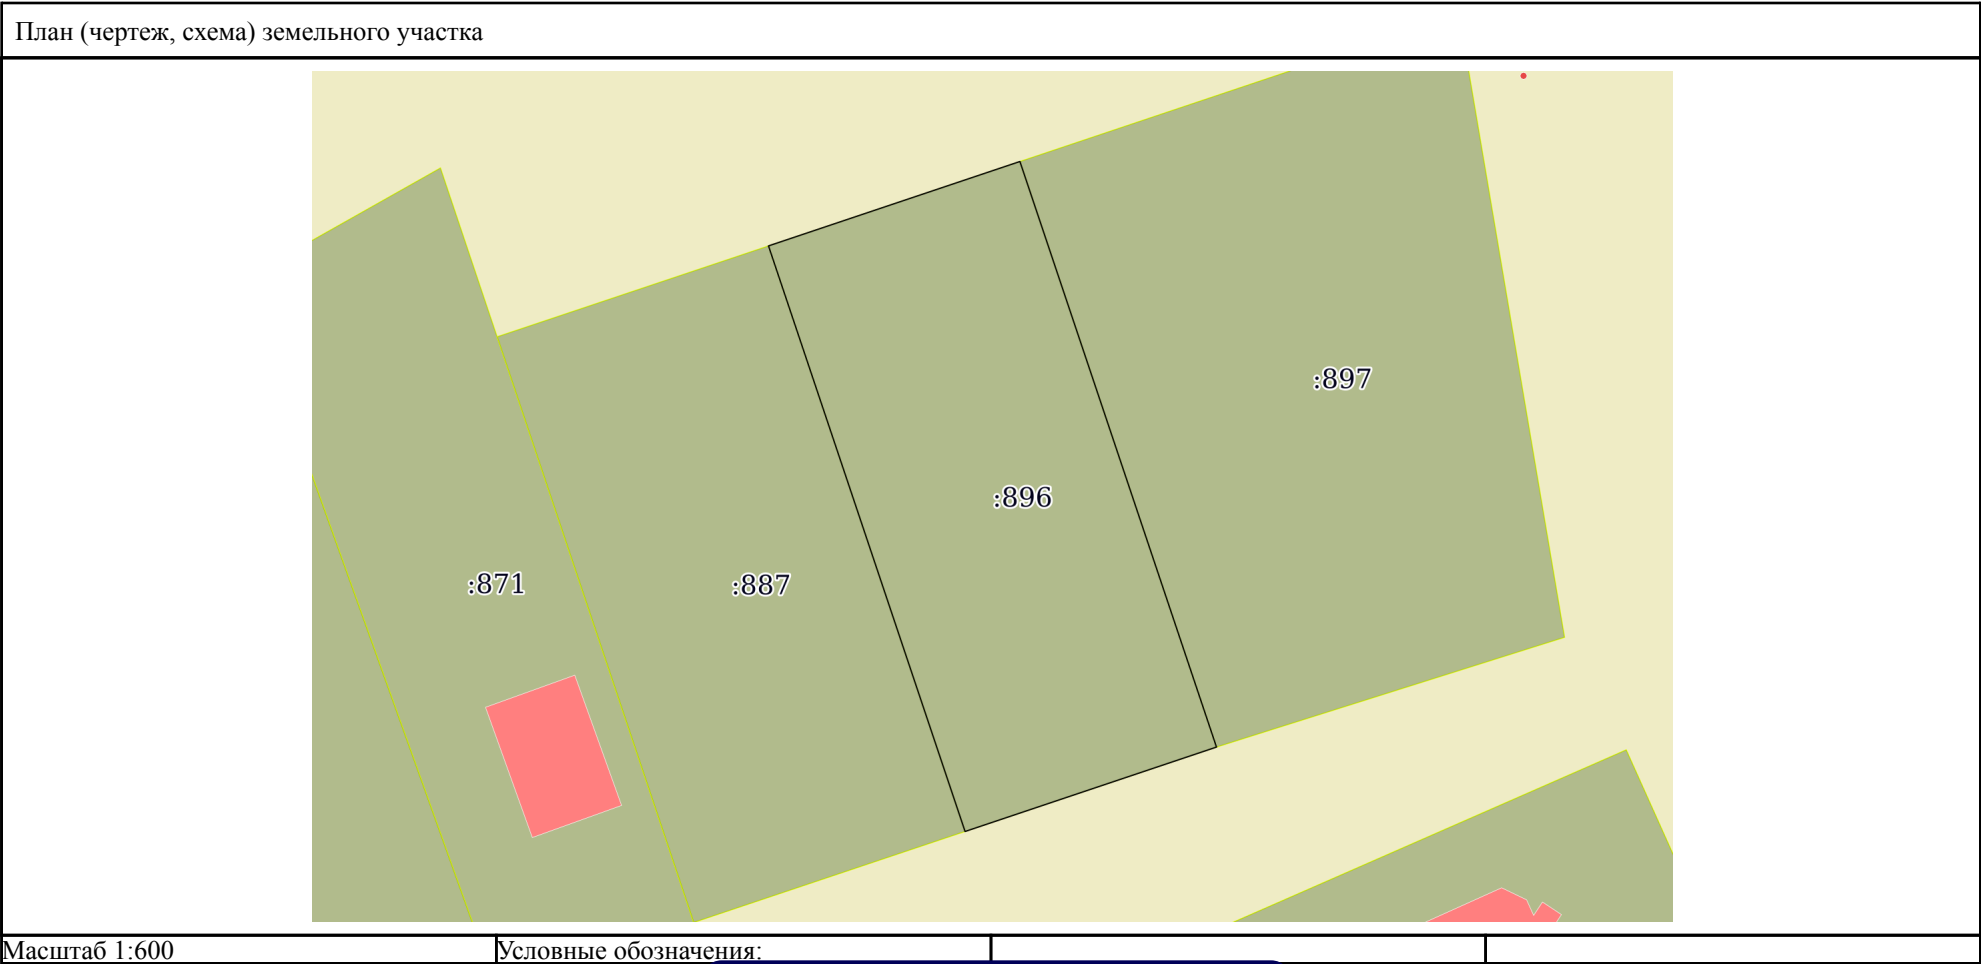 План (чертеж, схема) земельного участка
:897
:896
:871
:887
Масштаб 1:600
Условные обозначения: